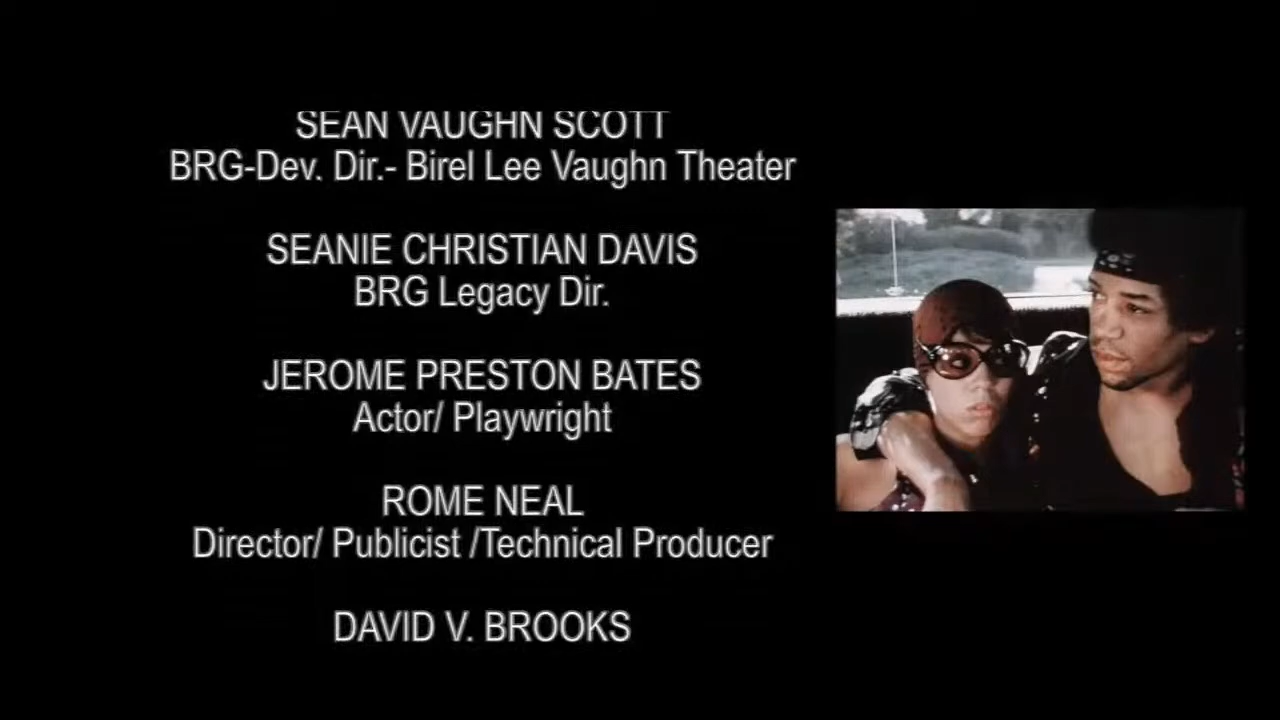 SEAN VAUGHN SCOTT
BRG-Dev. Dir.- Birel Lee Vaughn Theater
SEANIE CHRISTIAN DAVIS
BRG Legacy Dir.
JEROME PRESTON BATES
Actor/ Playwright
ROME NEAL
Director/ Publicist /Technical Producer
DAVID V. BROOKS